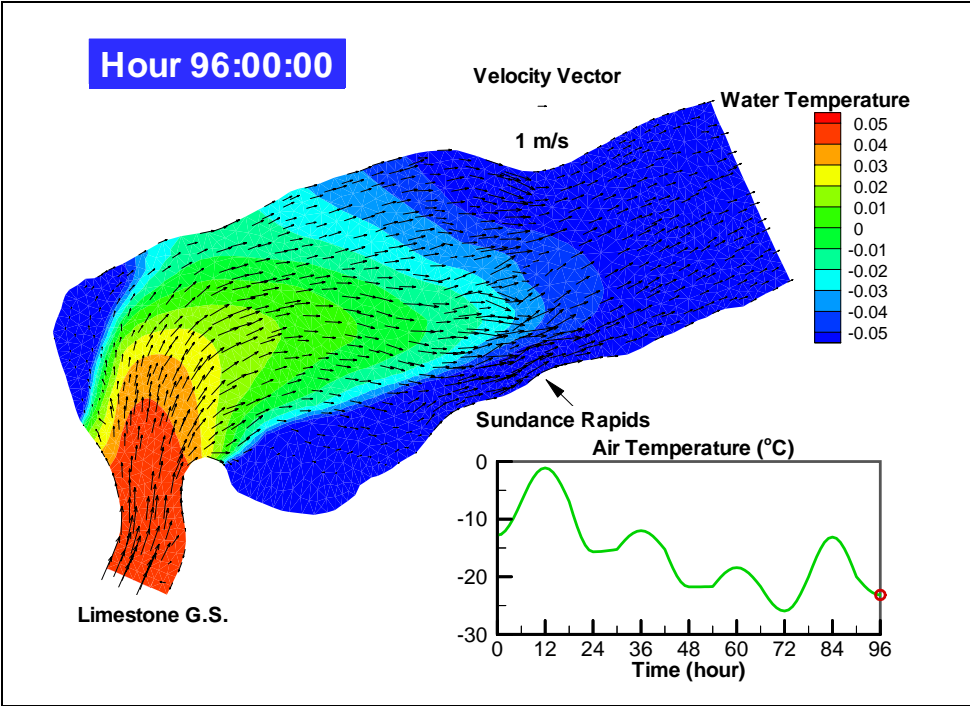 Hour 96:00:00
Velocity Vector
1 m/s
Water Temperature
0.05
0.04
0.03
0.02
0.01
0
-0.01
-0.02
-0.03
-0.04
-0.05
Sundance Rapids
Limestone G.S.
Air Temperature (°C)
0
-10
-20
-30
0 12 24 36 48 60 72 84 96
Time (hour)